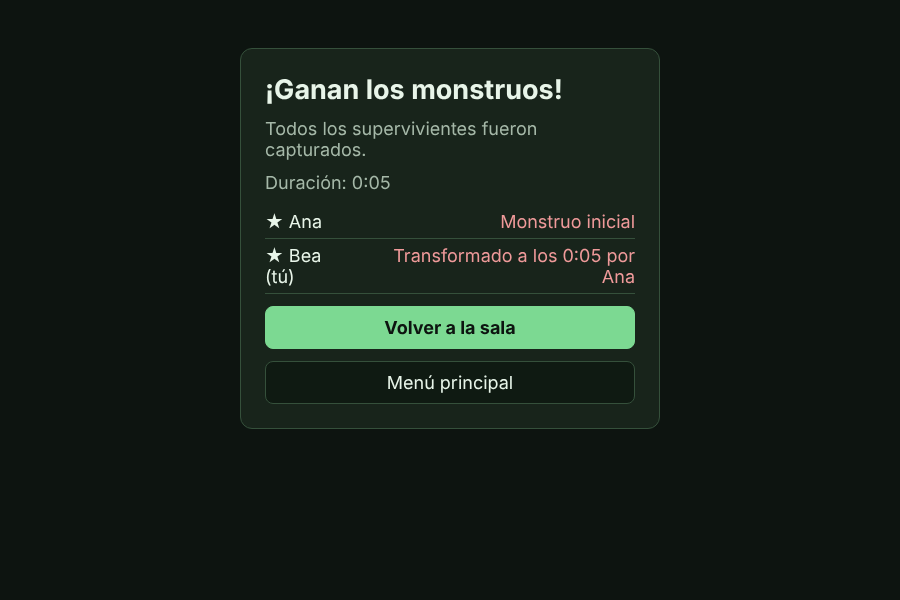 ¡Ganan los monstruos!
Todos los supervivientes fueron
capturados.
Duración: 0:05
★ Ana Monstruo inicial
★ Bea Transformado a los 0:05 por
(tú) Ana
Volver a la sala
Menú principal